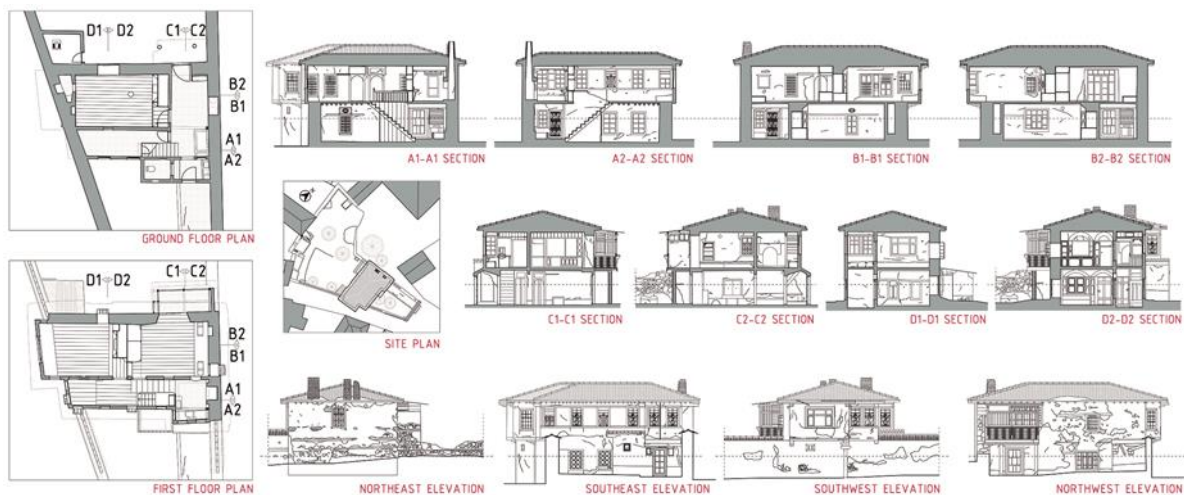 D1 D2 C1 C2
B2
B1
A1
A2
GROUND FLOOR PLAN
A1-A1 SECTION
A2-A2 SECTION
B1-B1 SECTION
B2-B2 SECTION
SITE PLAN
C1-C1 SECTION
C2-C2 SECTION
D1-D1 SECTION
D2-D2 SECTION
D1 D2 C1 C2
B2
B1
A1
A2
FIRST FLOOR PLAN
NORTHEAST ELEVATION
SOUTHEAST ELEVATION
SOUTHWEST ELEVATION
NORTHWEST ELEVATION